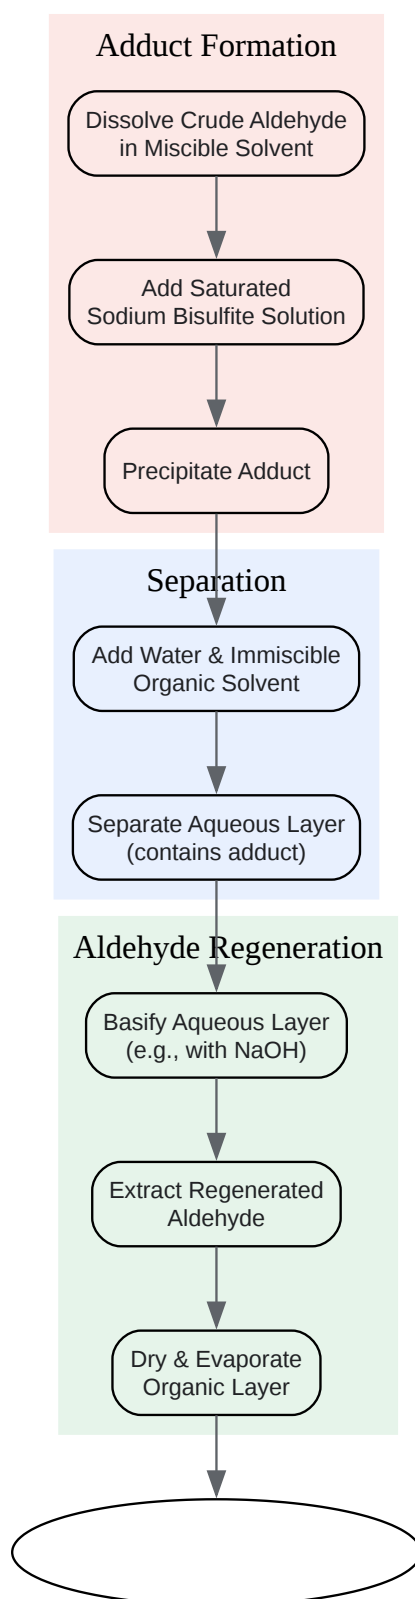 Adduct Formation
Dissolve Crude Aldehyde
in Miscible Solvent
Add Saturated
Sodium Bisulfite Solution
Precipitate Adduct
Separation
Add Water & Immiscible
Organic Solvent
Separate Aqueous Layer
(contains adduct)
Aldehyde Regeneration
Basify Aqueous Layer
(e.g., with NaOH)
Extract Regenerated
Aldehyde
Dry & Evaporate
Organic Layer